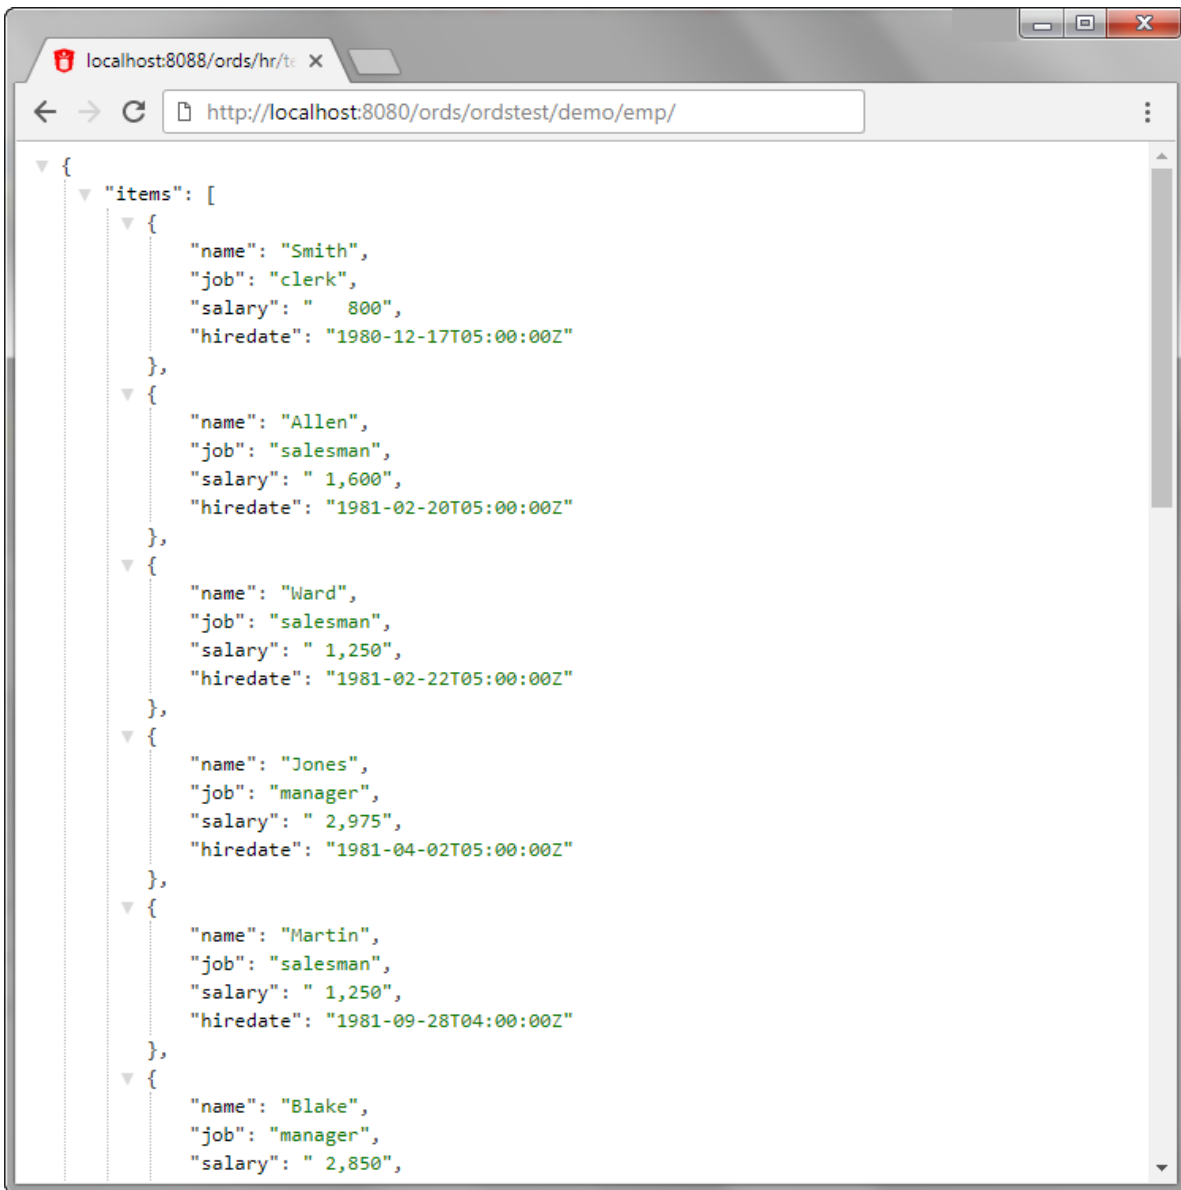 localhost:8088/ords/hr/te
http://localhost:8080/ords/ordstest/demo/emp/
{
"items": [
{
"name": "Smith",
"job": "clerk",
"salary": "   800",
"hiredate": "1980-12-17T05:00:00Z"
},
{
"name": "Allen",
"job": "salesman",
"salary": " 1,600",
"hiredate": "1981-02-20T05:00:00Z"
},
{
"name": "Ward",
"job": "salesman",
"salary": " 1,250",
"hiredate": "1981-02-22T05:00:00Z"
},
{
"name": "Jones",
"job": "manager",
"salary": " 2,975",
"hiredate": "1981-04-02T05:00:00Z"
},
{
"name": "Martin",
"job": "salesman",
"salary": " 1,250",
"hiredate": "1981-09-28T04:00:00Z"
},
{
"name": "Blake",
"job": "manager",
"salary": " 2,850",